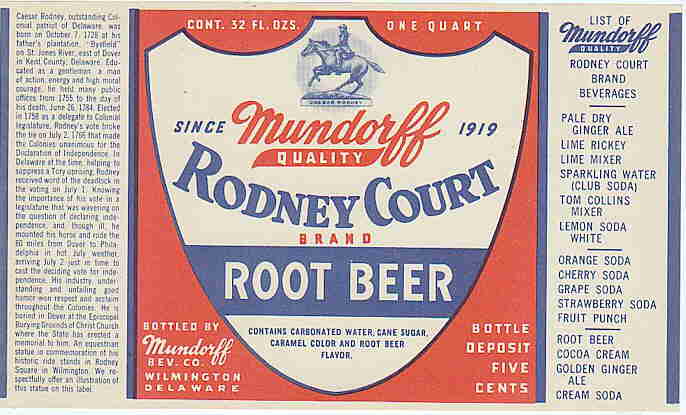 Caesar Rodney, outstanding Col-
onial patriot of Delaware, was
born on October 7, 1728 at his
father's plantation, "Byefield"
on St. Jones River, east of Dover
in Kent County, Delaware. Edu-
cated as a gentleman, a man
of action, energy and high moral
courage, he held many public
offices from 1755 to the day of
his death, June 26, 1784. Elected
in 1758 as a delegate to Colonial
legislature, Rodney's vote broke
the tie on July 2, 1766 that made
the Colonies unanimous for the
Declaration of Independence. In
Delaware at the time, helping to
suppress a Tory uprising, Rodney
received word of the deadlock in
the voting on July 1. Knowing
the importance of his vote in a
legislature that was wavering on
the question of declaring inde-
pendence, and, though ill, he
mounted his horse and rode the
80 miles from Dover to Phila-
delphia in hot July weather,
arriving July 2 just in time to
cast the deciding vote for inde-
pendence. His industry, under-
standing and unfailing good
humor won respect and acclaim
throughout the Colonies. He is
buried in Dover at the Episcopal
Burying Grounds of Christ Church
where the State has erected a
memorial to him. An equestrian
statue in commemoration of his
historic ride stands in Rodney
Square in Wilmington. We re-
spectfully offer an illustration of
this statue on this label.
CONT. 32 FL. OZS. ONE QUART
CAESAR RODNEY
SINCE Mundorff 1919
QUALITY
RODNEY COURT
BRAND
ROOT BEER
CONTAINS CARBONATED WATER, CANE SUGAR,
CARAMEL COLOR AND ROOT BEER
FLAVOR.
BOTTLED BY
Mundorff
BEV. CO.
WILMINGTON
DELAWARE
BOTTLE
DEPOSIT
FIVE
CENTS
LIST OF
Mundorff
QUALITY
RODNEY COURT
BRAND
BEVERAGES
PALE DRY
GINGER ALE
LIME RICKEY
LIME MIXER
SPARKLING WATER
(CLUB SODA)
TOM COLLINS
MIXER
LEMON SODA
WHITE
ORANGE SODA
CHERRY SODA
GRAPE SODA
STRAWBERRY SODA
FRUIT PUNCH
ROOT BEER
COCOA CREAM
GOLDEN GINGER
ALE
CREAM SODA